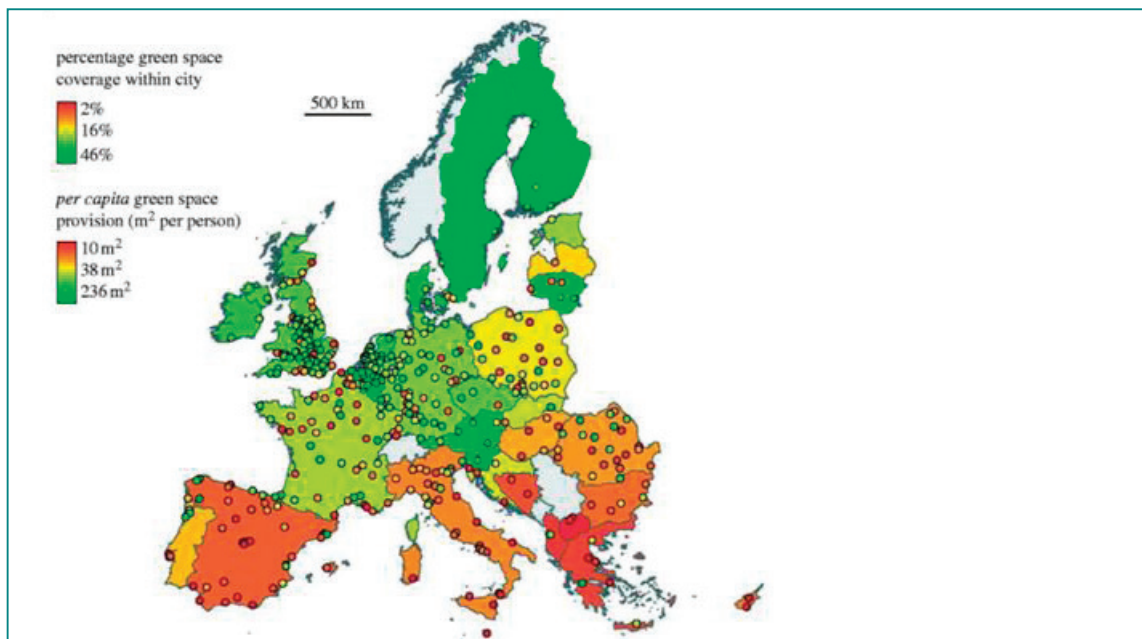 percentage green space
coverage within city
2%
16%
46%
500 km
per capita green space
provision (m² per person)
10 m²
38 m²
236 m²